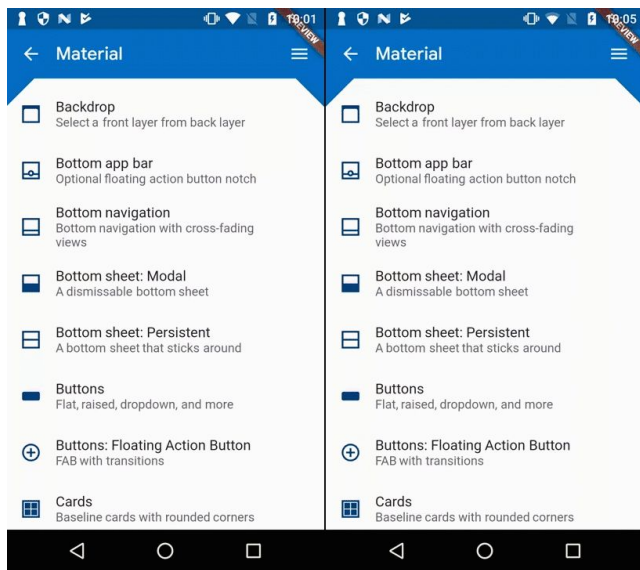 19:01
PREVIEW
Material
Backdrop
Select a front layer from back layer
Bottom app bar
Optional floating action button notch
Bottom navigation
Bottom navigation with cross-fading
views
Bottom sheet: Modal
A dismissable bottom sheet
Bottom sheet: Persistent
A bottom sheet that sticks around
Buttons
Flat, raised, dropdown, and more
Buttons: Floating Action Button
FAB with transitions
Cards
Baseline cards with rounded corners
19:05
PREVIEW
Material
Backdrop
Select a front layer from back layer
Bottom app bar
Optional floating action button notch
Bottom navigation
Bottom navigation with cross-fading
views
Bottom sheet: Modal
A dismissable bottom sheet
Bottom sheet: Persistent
A bottom sheet that sticks around
Buttons
Flat, raised, dropdown, and more
Buttons: Floating Action Button
FAB with transitions
Cards
Baseline cards with rounded corners